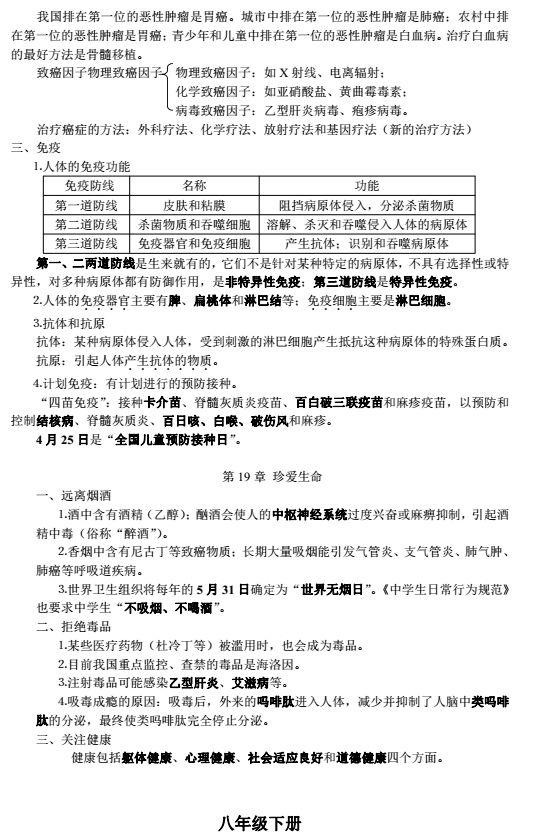 我国排在第一位的恶性肿瘤是胃癌。城市中排在第一位的恶性肿瘤是肺癌；农村中排
在第一位的恶性肿瘤是胃癌；青少年和儿童中排在第一位的恶性肿瘤是白血病。治疗白血病
的最好方法是骨髓移植。
致癌因子物理致癌因子 物理致癌因子：如 X 射线、电离辐射；
化学致癌因子：如亚硝酸盐、黄曲霉毒素；
病毒致癌因子：乙型肝炎病毒、疱疹病毒。
治疗癌症的方法：外科疗法、化学疗法、放射疗法和基因疗法（新的治疗方法）
三、免疫
1.人体的免疫功能
免疫防线 名称 功能
第一道防线 皮肤和粘膜 阻挡病原体侵入，分泌杀菌物质
第二道防线 杀菌物质和吞噬细胞 溶解、杀灭和吞噬侵入人体的病原体
第三道防线 免疫器官和免疫细胞 产生抗体；识别和吞噬病原体
第一、二两道防线是生来就有的，它们不是针对某种特定的病原体，不具有选择性或特
异性，对多种病原体都有防御作用，是非特异性免疫；第三道防线是特异性免疫。
2.人体的免疫器官主要有脾、扁桃体和淋巴结等；免疫细胞主要是淋巴细胞。
3.抗体和抗原
抗体：某种病原体侵入人体，受到刺激的淋巴细胞产生抵抗这种病原体的特殊蛋白质。
抗原：引起人体产生抗体的物质。
4.计划免疫：有计划进行的预防接种。
“四苗免疫”：接种卡介苗、脊髓灰质炎疫苗、百白破三联疫苗和麻疹疫苗，以预防和
控制结核病、脊髓灰质炎、百日咳、白喉、破伤风和麻疹。
4 月 25 日是“全国儿童预防接种日”。
第 19 章 珍爱生命
一、远离烟酒
1.酒中含有酒精（乙醇）；酗酒会使人的中枢神经系统过度兴奋或麻痹抑制，引起酒
精中毒（俗称“醉酒”）。
2.香烟中含有尼古丁等致癌物质；长期大量吸烟能引发气管炎、支气管炎、肺气肿、
肺癌等呼吸道疾病。
3.世界卫生组织将每年的 5 月 31 日确定为“世界无烟日”。《中学生日常行为规范》
也要求中学生“不吸烟、不喝酒”。
二、拒绝毒品
1.某些医疗药物（杜冷丁等）被滥用时，也会成为毒品。
2.目前我国重点监控、查禁的毒品是海洛因。
3.注射毒品可能感染乙型肝炎、艾滋病等。
4.吸毒成瘾的原因：吸毒后，外来的吗啡肽进入人体，减少并抑制了人脑中类吗啡
肽的分泌，最终使类吗啡肽完全停止分泌。
三、关注健康
健康包括躯体健康、心理健康、社会适应良好和道德健康四个方面。
八年级下册